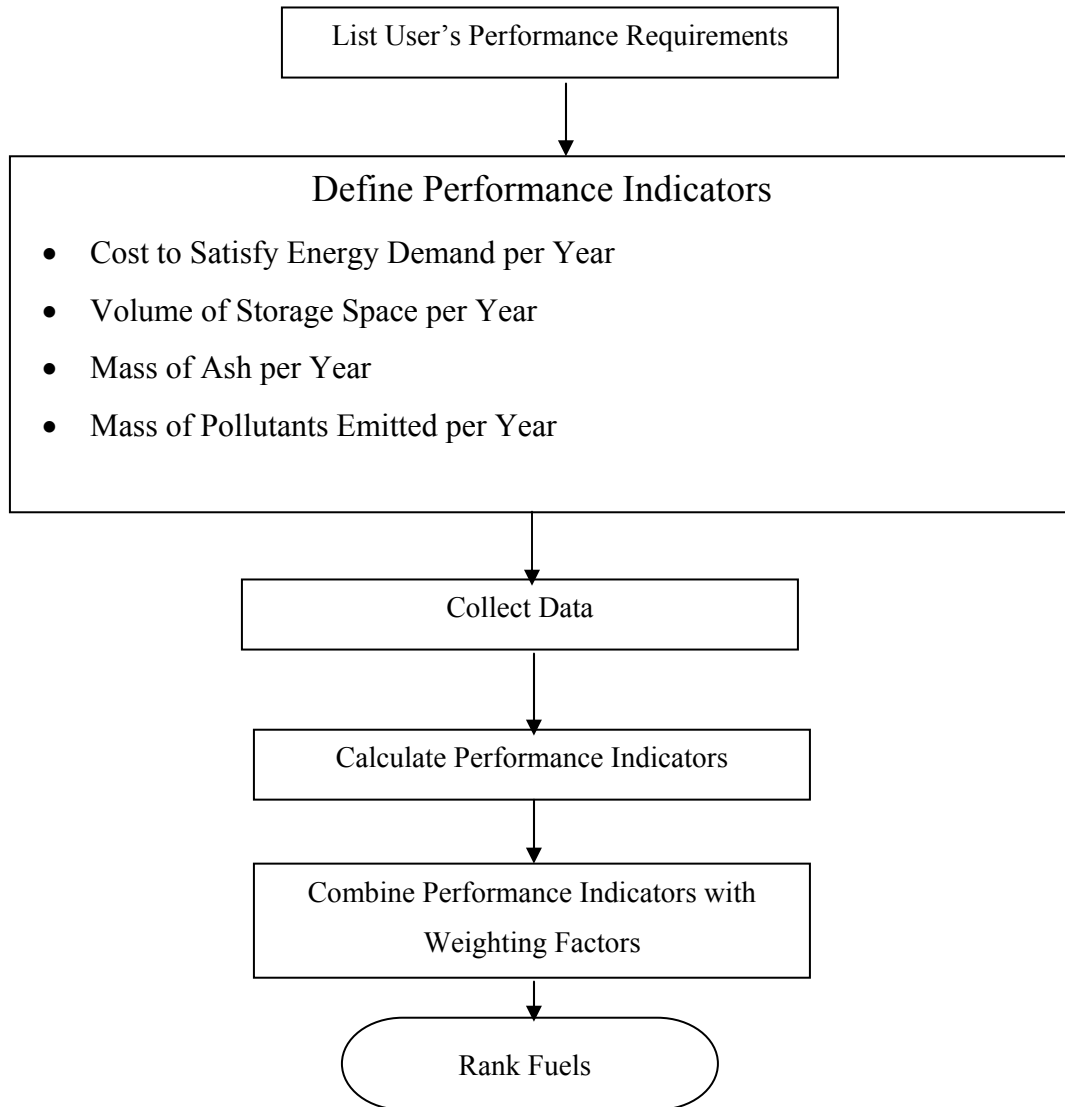 List User’s Performance Requirements
Define Performance Indicators
• Cost to Satisfy Energy Demand per Year
• Volume of Storage Space per Year
• Mass of Ash per Year
• Mass of Pollutants Emitted per Year
Collect Data
Calculate Performance Indicators
Combine Performance Indicators with
Weighting Factors
Rank Fuels